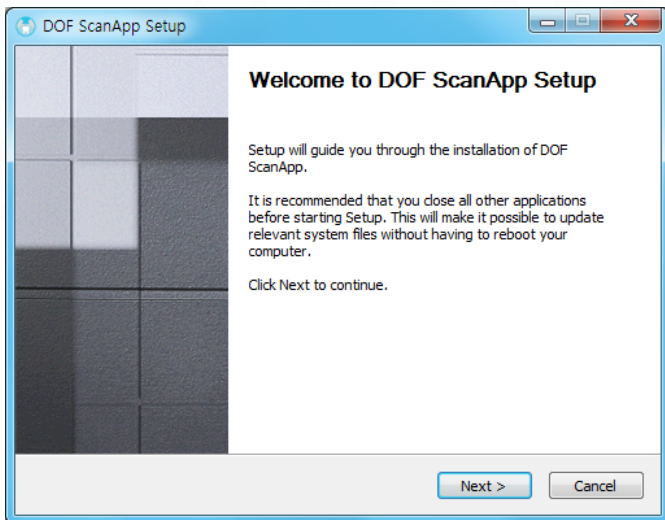 DOF ScanApp Setup
Welcome to DOF ScanApp Setup
Setup will guide you through the installation of DOF
ScanApp.
It is recommended that you close all other applications
before starting Setup. This will make it possible to update
relevant system files without having to reboot your
computer.
Click Next to continue.
Next >
Cancel